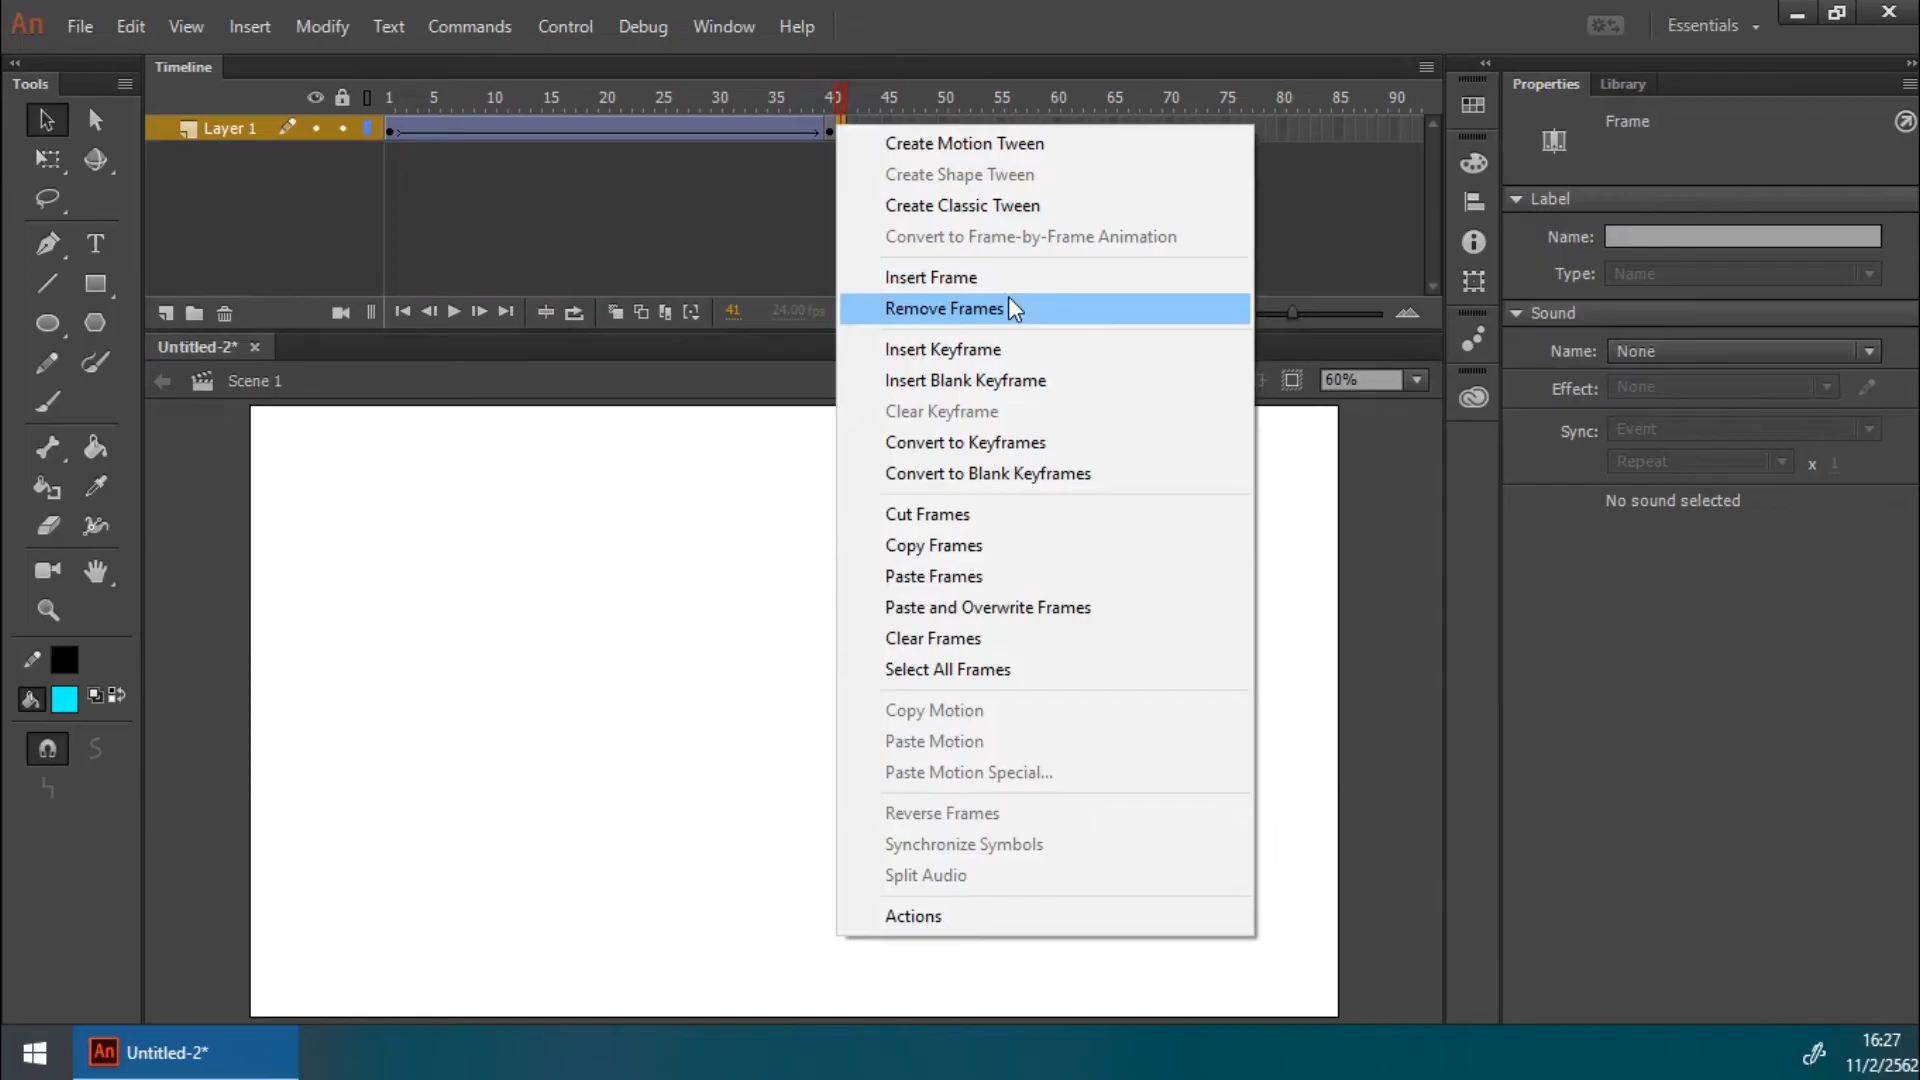 An File Edit View Insert Modify Text Commands Control Debug Window Help Essentials
Tools
Timeline
Properties Library
1 5 10 15 20 25 30 35 40 45 50 55 60 65 70 75 80 85 90
Layer 1
Frame
Label
Name:
Type: Name
Sound
Name: None
Effect: None
Sync: Event
Repeat x 1
No sound selected
41 24.00 fps
Untitled-2*
Scene 1
60%
Create Motion Tween
Create Shape Tween
Create Classic Tween
Convert to Frame-by-Frame Animation
Insert Frame
Remove Frames
Insert Keyframe
Insert Blank Keyframe
Clear Keyframe
Convert to Keyframes
Convert to Blank Keyframes
Cut Frames
Copy Frames
Paste Frames
Paste and Overwrite Frames
Clear Frames
Select All Frames
Copy Motion
Paste Motion
Paste Motion Special...
Reverse Frames
Synchronize Symbols
Split Audio
Actions
An Untitled-2*
16:27
11/2/2562